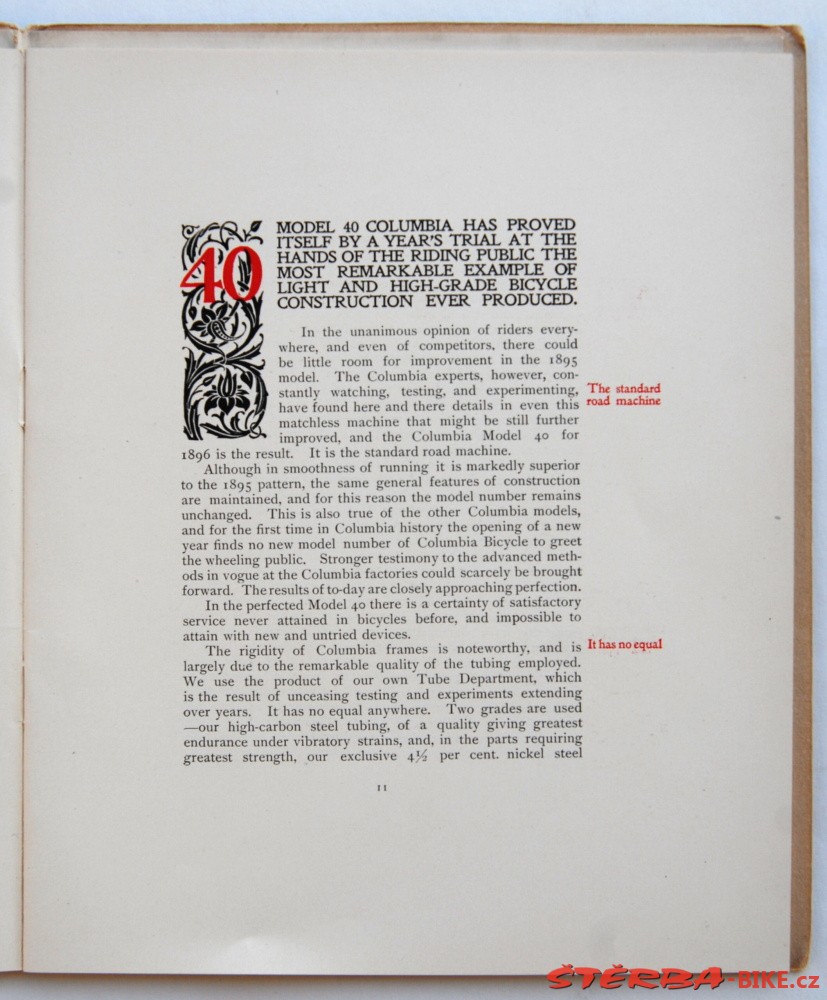 40
MODEL 40 COLUMBIA HAS PROVED
ITSELF BY A YEAR'S TRIAL AT THE
HANDS OF THE RIDING PUBLIC THE
MOST REMARKABLE EXAMPLE OF
LIGHT AND HIGH-GRADE BICYCLE
CONSTRUCTION EVER PRODUCED.
In the unanimous opinion of riders every-
where, and even of competitors, there could
be little room for improvement in the 1895
model. The Columbia experts, however, con-
stantly watching, testing, and experimenting,
have found here and there details in even this
matchless machine that might be still further
improved, and the Columbia Model 40 for
1896 is the result. It is the standard road machine.
The standard
road machine
Although in smoothness of running it is markedly superior
to the 1895 pattern, the same general features of construction
are maintained, and for this reason the model number remains
unchanged. This is also true of the other Columbia models,
and for the first time in Columbia history the opening of a new
year finds no new model number of Columbia Bicycle to greet
the wheeling public. Stronger testimony to the advanced meth-
ods in vogue at the Columbia factories could scarcely be brought
forward. The results of to-day are closely approaching perfection.
In the perfected Model 40 there is a certainty of satisfactory
service never attained in bicycles before, and impossible to
attain with new and untried devices.
The rigidity of Columbia frames is noteworthy, and is
largely due to the remarkable quality of the tubing employed.
We use the product of our own Tube Department, which
is the result of unceasing testing and experiments extending
over years. It has no equal anywhere. Two grades are used
—our high-carbon steel tubing, of a quality giving greatest
endurance under vibratory strains, and, in the parts requiring
greatest strength, our exclusive 4½ per cent. nickel steel
It has no equal
11
ŠTĚRBA-BIKE.cz